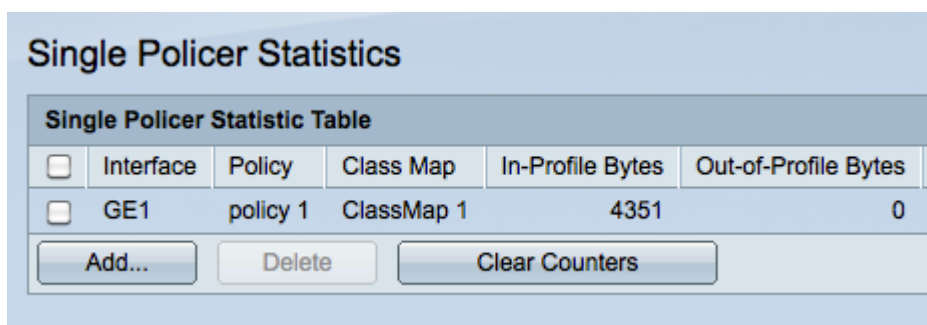 Single Policer Statistics
Single Policer Statistic Table
Interface Policy Class Map In-Profile Bytes Out-of-Profile Bytes
GE1 policy 1 ClassMap 1 4351 0
Add... Delete Clear Counters